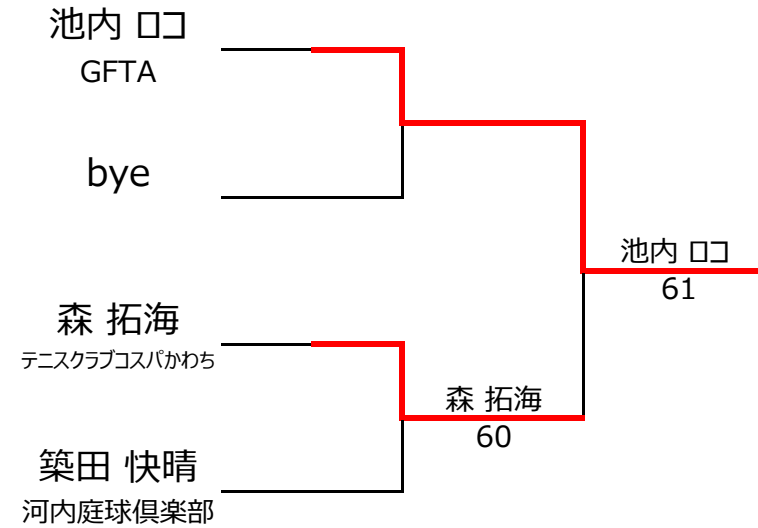 池内 ロコ
GFTA
bye
池内 ロコ
61
森 拓海
テニスクラブコスパかわち
森 拓海
60
築田 快晴
河内庭球倶楽部